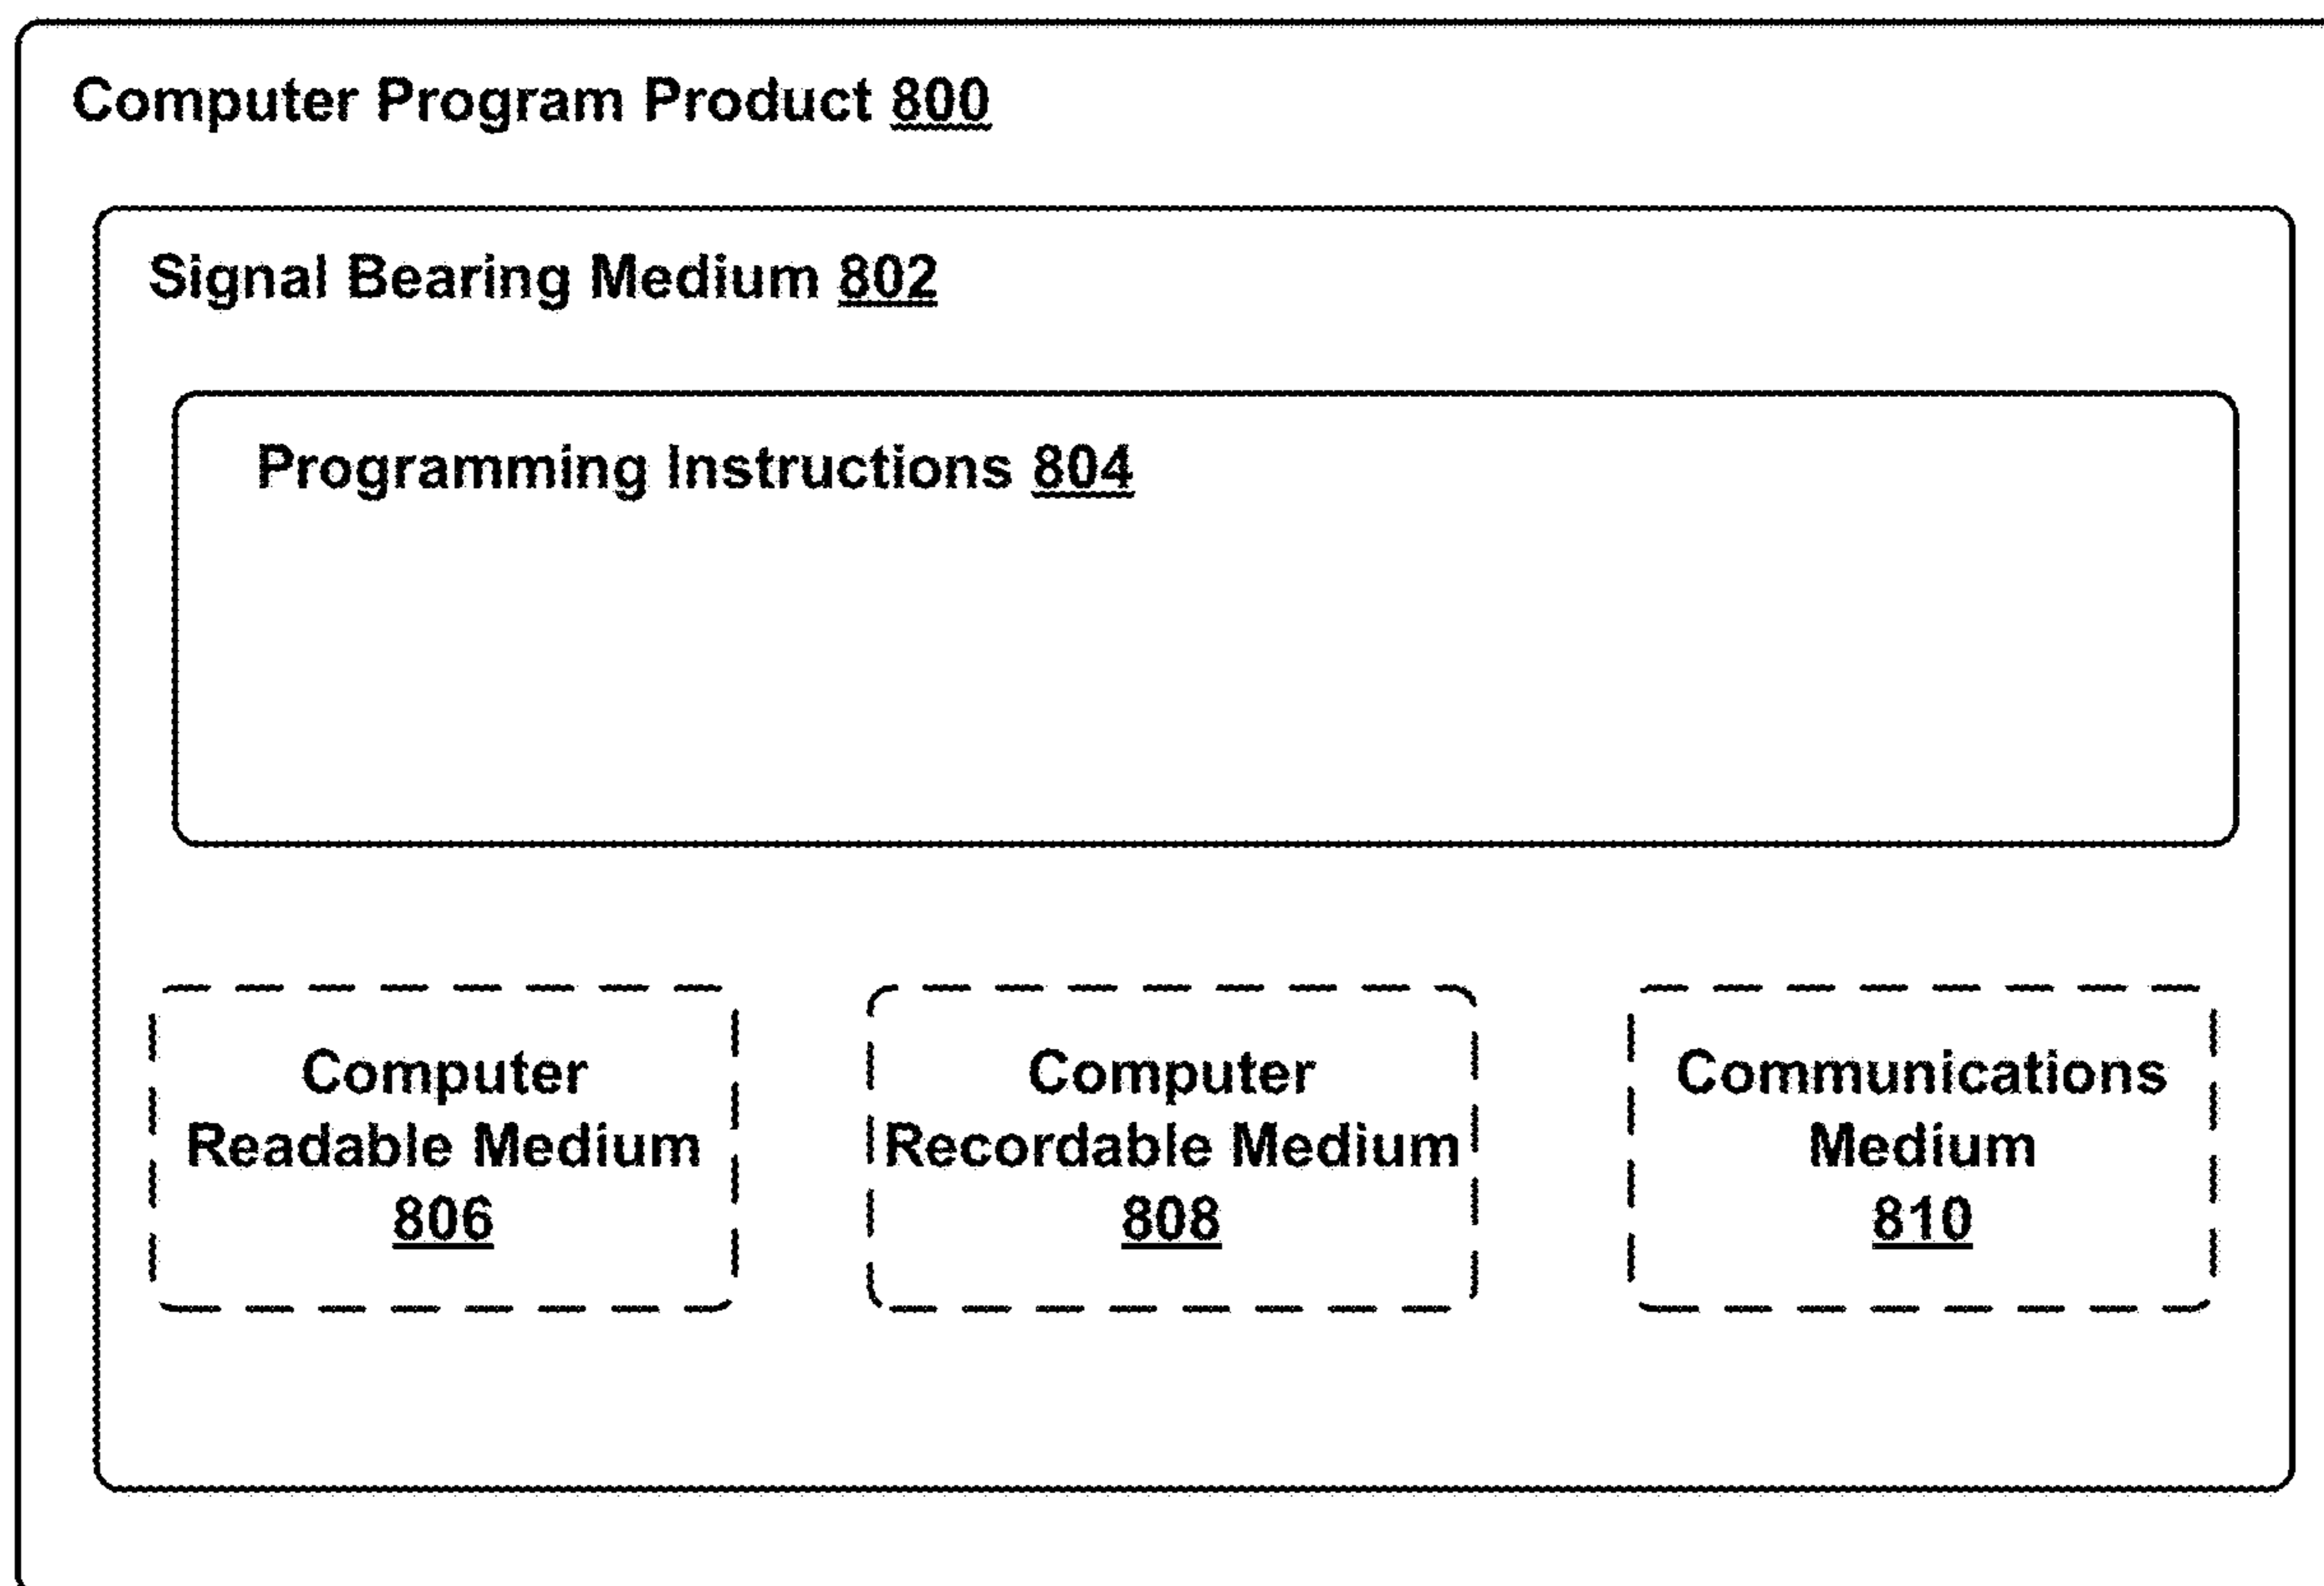 Computer Program Product 800
Signal Bearing Medium 802
Programming Instructions 804
Computer
Readable Medium
806
Computer
Recordable Medium
808
Communications
Medium
810